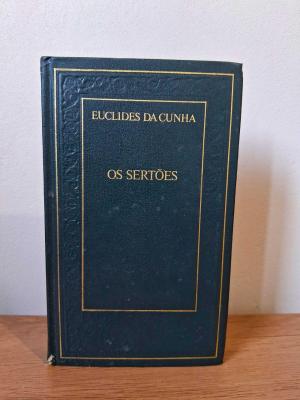 EUCLIDES DA CUNHA
OS SERTÕES